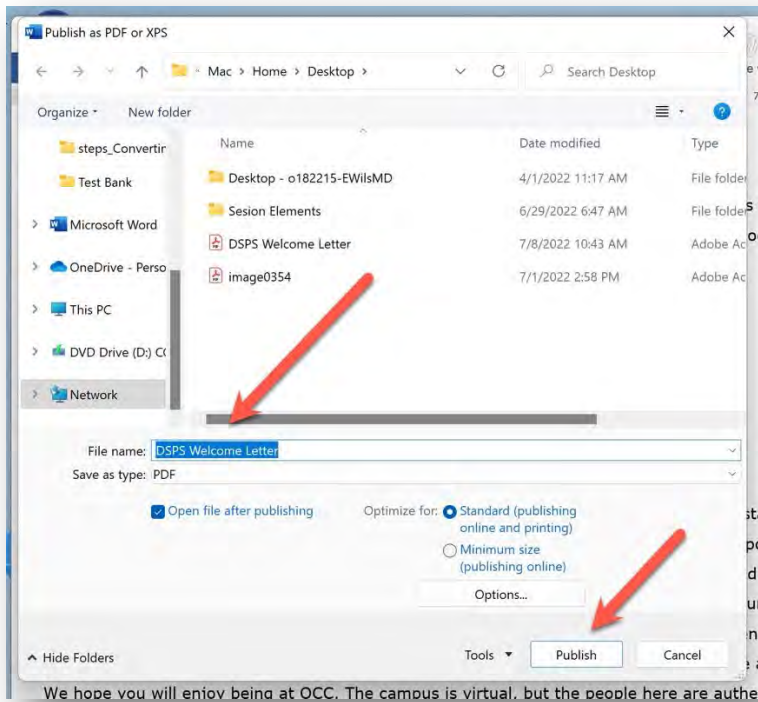 Publish as PDF or XPS
Mac > Home > Desktop >
Search Desktop
Organize
New folder
Name
Date modified
Type
steps_Convertin
Desktop - o182215-EWilsMD
4/1/2022 11:17 AM
File folder
Test Bank
Sesion Elements
6/29/2022 6:47 AM
File folder
Microsoft Word
DSPS Welcome Letter
7/8/2022 10:43 AM
Adobe Ac
OneDrive - Perso
image0354
7/1/2022 2:58 PM
Adobe Ac
This PC
DVD Drive (D:) C
Network
File name: DSPS Welcome Letter
Save as type: PDF
Open file after publishing
Optimize for:
Standard (publishing
online and printing)
Minimum size
(publishing online)
Options...
Hide Folders
Tools
Publish
Cancel
We hope you will enjoy being at OCC. The campus is virtual, but the people here are authe